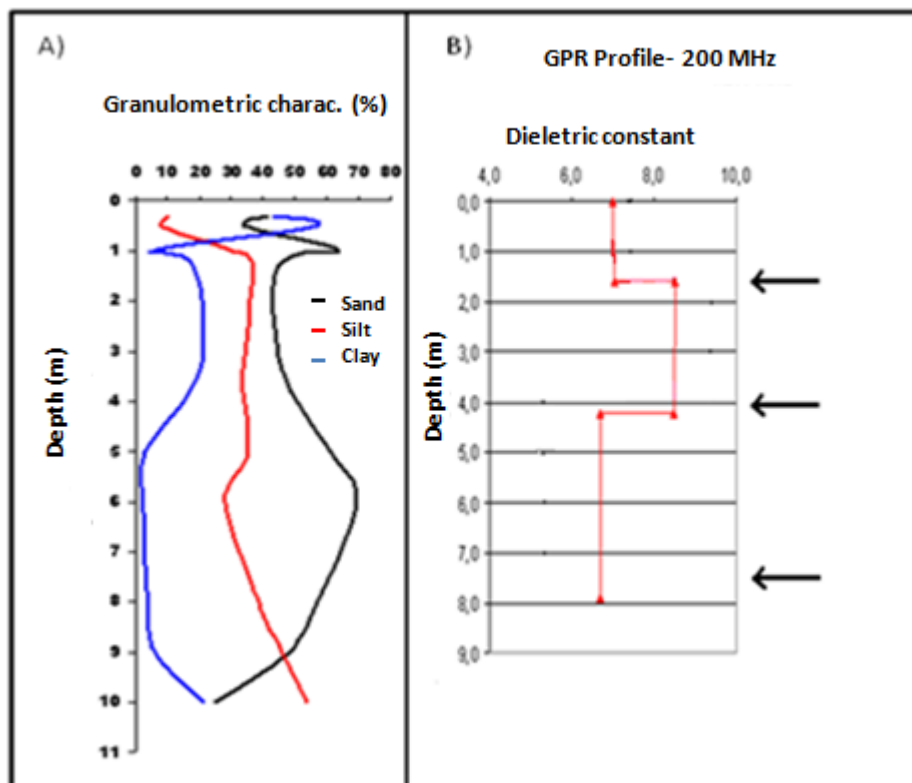 A)
Granulometric charac. (%)
0 10 20 30 40 50 60 70 80
0
1
2
3
4
5
6
7
8
9
10
11
Depth (m)
Sand
Silt
Clay
B)
GPR Profile- 200 MHz
Dieletric constant
4,0 6,0 8,0 10,0
0,0
1,0
2,0
3,0
4,0
5,0
6,0
7,0
8,0
9,0
Depth (m)